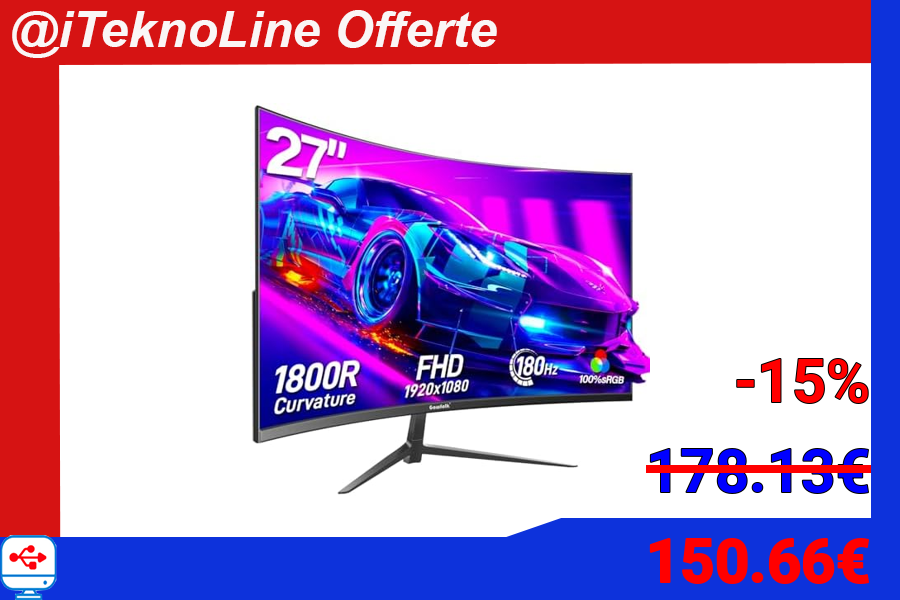 @iTeknoLine Offerte
27"
1800R
Curvature
FHD
1920x1080
180Hz
100%sRGB
-15%
178.13€
150.66€